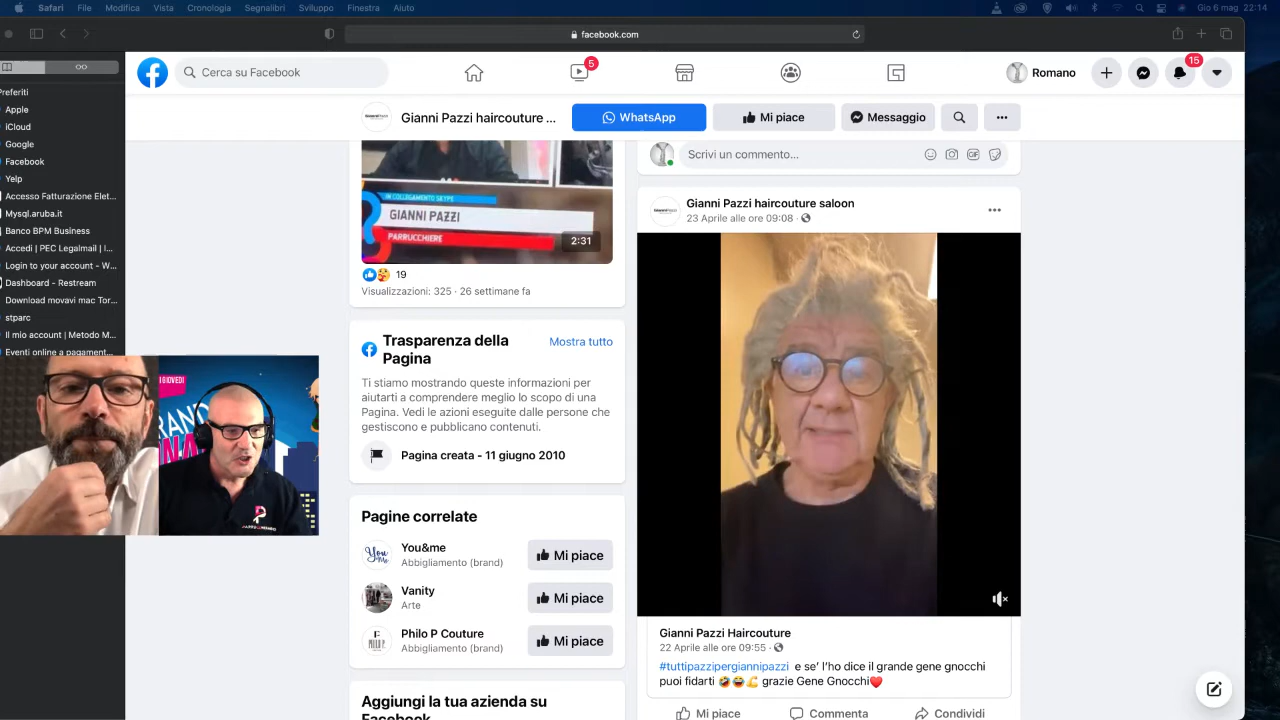 Safari File Modifica Vista Cronologia Segnalibri Sviluppo Finestra Aiuto
Gio 6 mag 22:14
facebook.com
Cerca su Facebook
5
Romano
15
Preferiti
Apple
iCloud
Google
Facebook
Yelp
Accesso Fatturazione Elet...
Mysql.aruba.it
Banco BPM Business
Accedi | PEC Legalmail | I...
Login to your account - W...
Dashboard - Restream
Download movavi mac Tor...
stparc
Il mio account | Metodo M...
Eventi online a pagament...
Gianni Pazzi haircouture ...
WhatsApp
Mi piace
Messaggio
IN COLLEGAMENTO SKYPE
GIANNI PAZZI
PARRUCCHIERE
2:31
19
Visualizzazioni: 325 · 26 settimane fa
Trasparenza della
Pagina
Mostra tutto
Ti stiamo mostrando queste informazioni per
aiutarti a comprendere meglio lo scopo di una
Pagina. Vedi le azioni eseguite dalle persone che
gestiscono e pubblicano contenuti.
Pagina creata - 11 giugno 2010
Pagine correlate
You&me
Abbigliamento (brand)
Mi piace
Vanity
Arte
Mi piace
Philo P Couture
Abbigliamento (brand)
Mi piace
Aggiungi la tua azienda su
Facebook
Scrivi un commento...
GIF
Gianni Pazzi haircouture saloon
23 Aprile alle ore 09:08 ·
Gianni Pazzi Haircouture
22 Aprile alle ore 09:55 ·
#tuttipazzipergiannipazzi e se' l'ho dice il grande gene gnocchi
puoi fidarti 🤣😂💪 grazie Gene Gnocchi❤️
Mi piace
Commenta
Condividi